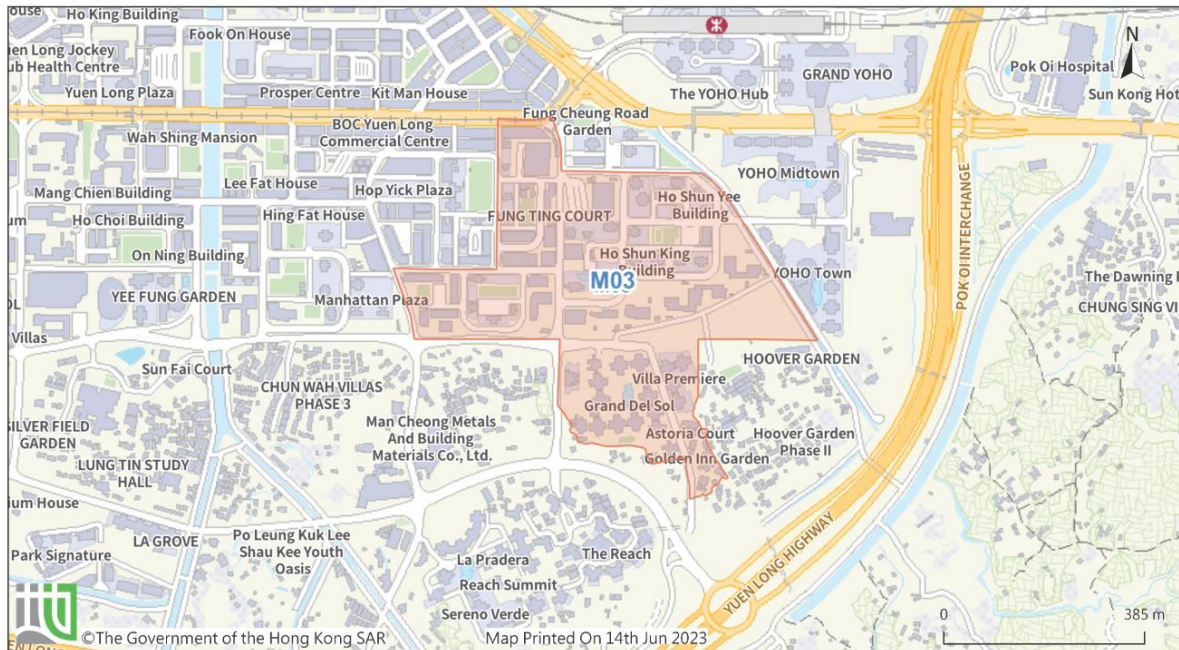 ouse
Ho King Building
Fook On House
ien Long Jockey
ub Health Centre
Yuen Long Plaza
Prosper Centre
Kit Man House
GRAND YOHO
The YOHO Hub
Pok Oi Hospital
N
Sun Kong Hot
Fung Cheung Road
Garden
Wah Shing Mansion
BOC Yuen Long
Commercial Centre
YOHO Midtown
Mang Chien Building
Lee Fat House
Hop Yick Plaza
um
Ho Choi Building
Hing Fat House
FUNG TING COURT
Ho Shun Yee
Building
On Ning Building
Ho Shun King
Building
M03
YOHO Town
POK OI INTERCHANGE
The Dawning P
CHUNG SING VI
OL
YEE FUNG GARDEN
Manhattan Plaza
Villas
Sun Fai Court
HOOVER GARDEN
CHUN WAH VILLAS
PHASE 3
Villa Premiere
Grand Del Sol
SILVER FIELD
GARDEN
Man Cheong Metals
And Building
Materials Co., Ltd.
Astoria Court
Golden Inn Garden
Hoover Garden
Phase II
LUNG TIN STUDY
HALL
ium House
LA GROVE
Po Leung Kuk Lee
Shau Kee Youth
Oasis
Park Signature
La Pradera
The Reach
Reach Summit
Sereno Verde
YUEN LONG HIGHWAY
0
385 m
©The Government of the Hong Kong SAR
Map Printed On 14th Jun 2023